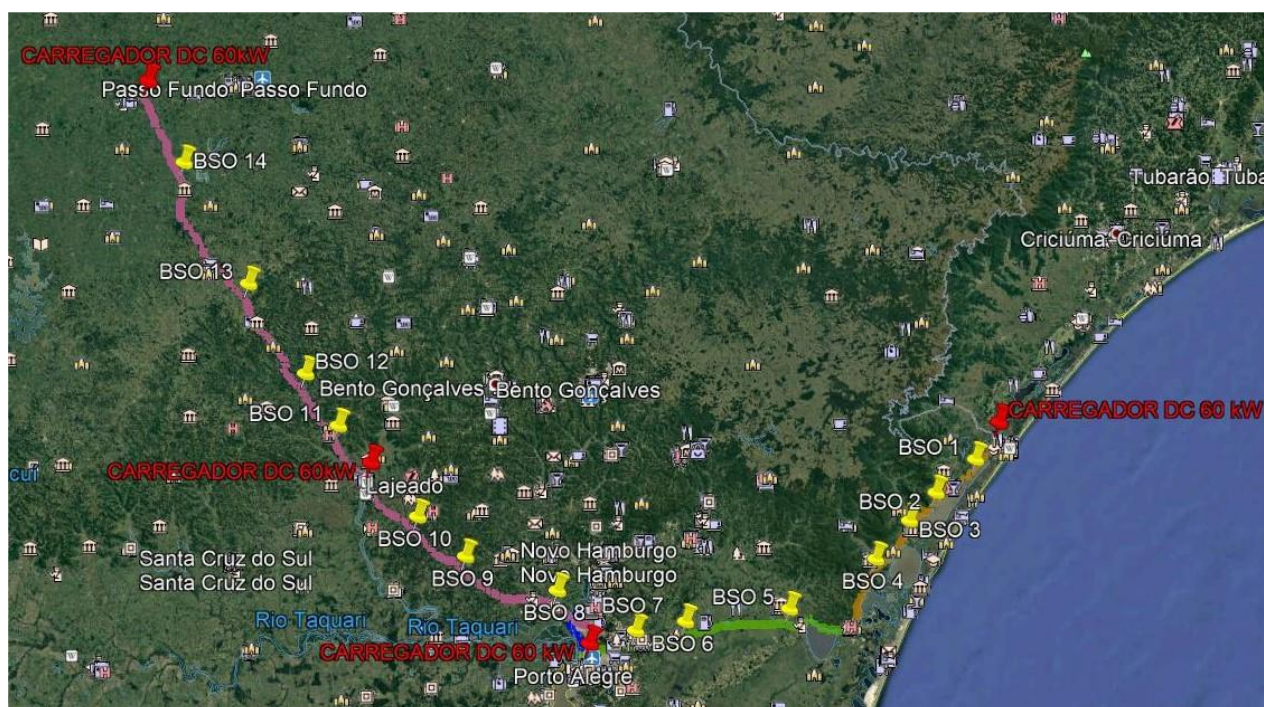 CARREGADOR DC 60kW
Passo Fundo Passo Fundo
BSO 14
Tubarão Tuba
Criciúma Criciúma
BSO 13
BSO 12
Bento Gonçalves Bento Gonçalves
BSO 11
CARREGADOR DC 60 kW
BSO 1
CARREGADOR DC 60kW
Lajeado
BSO 2
BSO 3
BSO 10
Santa Cruz do Sul
Santa Cruz do Sul
BSO 9
Novo Hamburgo
Novo Hamburgo
BSO 4
BSO 8
BSO 7
BSO 5
BSO 6
Rio Taquari
Rio Taquari
CARREGADOR DC 60 kW
Porto Alegre